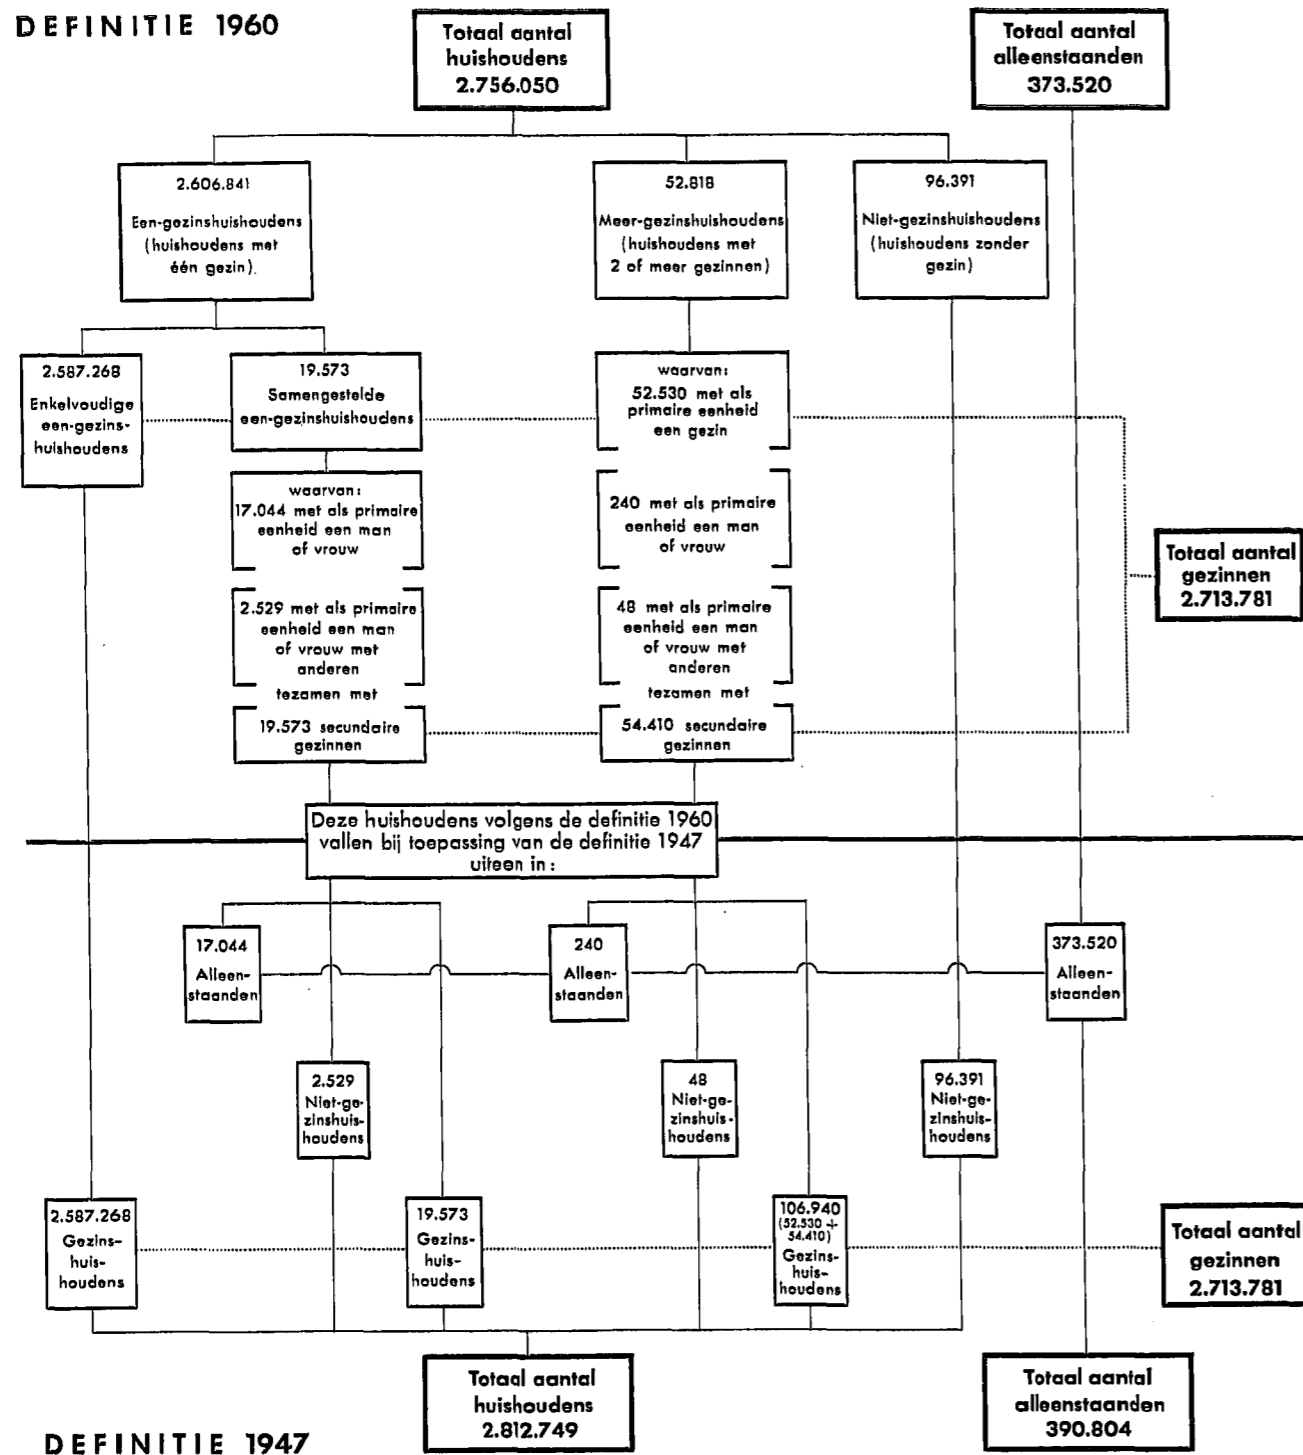 DEFINITIE 1960
Totaal aantal
huishoudens
2.756.050
Totaal aantal
alleenstaanden
373.520
2.606.841
Een-gezinshuishoudens
(huishoudens met
één gezin).
52.818
Meer-gezinshuishoudens
(huishoudens met
2 of meer gezinnen)
96.391
Niet-gezinshuishoudens
(huishoudens zonder
gezin)
2.587.268
Enkelvoudige
een-gezins-
huishoudens
19.573
Samengestelde
een-gezinshuishoudens
waarvan:
52.530 met als
primaire eenheid
een gezin
waarvan:
17.044 met als primaire
eenheid een man
of vrouw
240 met als primaire
eenheid een man
of vrouw
Totaal aantal
gezinnen
2.713.781
2.529 met als primaire
eenheid een man
of vrouw met
anderen
48 met als primaire
eenheid een man
of vrouw met
anderen
tezamen met
tezamen met
19.573 secundaire
gezinnen
54.410 secundaire
gezinnen
Deze huishoudens volgens de definitie 1960
vallen bij toepassing van de definitie 1947
uiteen in :
17.044
Alleen-
staanden
240
Alleen-
staanden
373.520
Alleen-
staanden
2.529
Niet-ge-
zinshuis-
houdens
48
Niet-ge-
zinshuis-
houdens
96.391
Niet-ge-
zinshuis-
houdens
2.587.268
Gezins-
huis-
houdens
19.573
Gezins-
huis-
houdens
106.940
(52.530 +
54.410)
Gezins-
huis-
houdens
Totaal aantal
gezinnen
2.713.781
Totaal aantal
huishoudens
2.812.749
Totaal aantal
alleenstaanden
390.804
DEFINITIE 1947